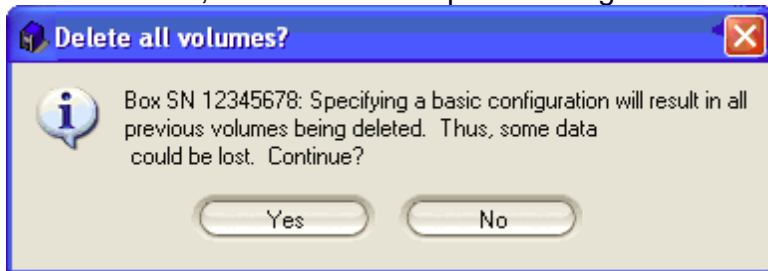 Delete all volumes?
Box SN 12345678: Specifying a basic configuration will result in all
previous volumes being deleted.  Thus, some data
could be lost.  Continue?
Yes
No